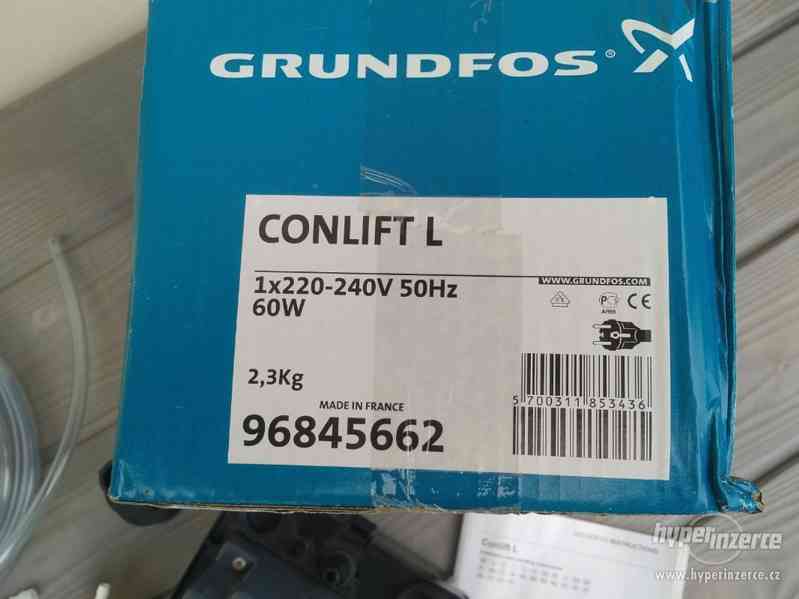 GRUNDFOS®
CONLIFT L
1x220-240V 50Hz
60W
WWW.GRUNDFOS.COM
CE
2,3Kg
MADE IN FRANCE
96845662
5 700311 853436
Conlift L
hyperinzerce
www.hyperinzerce.cz